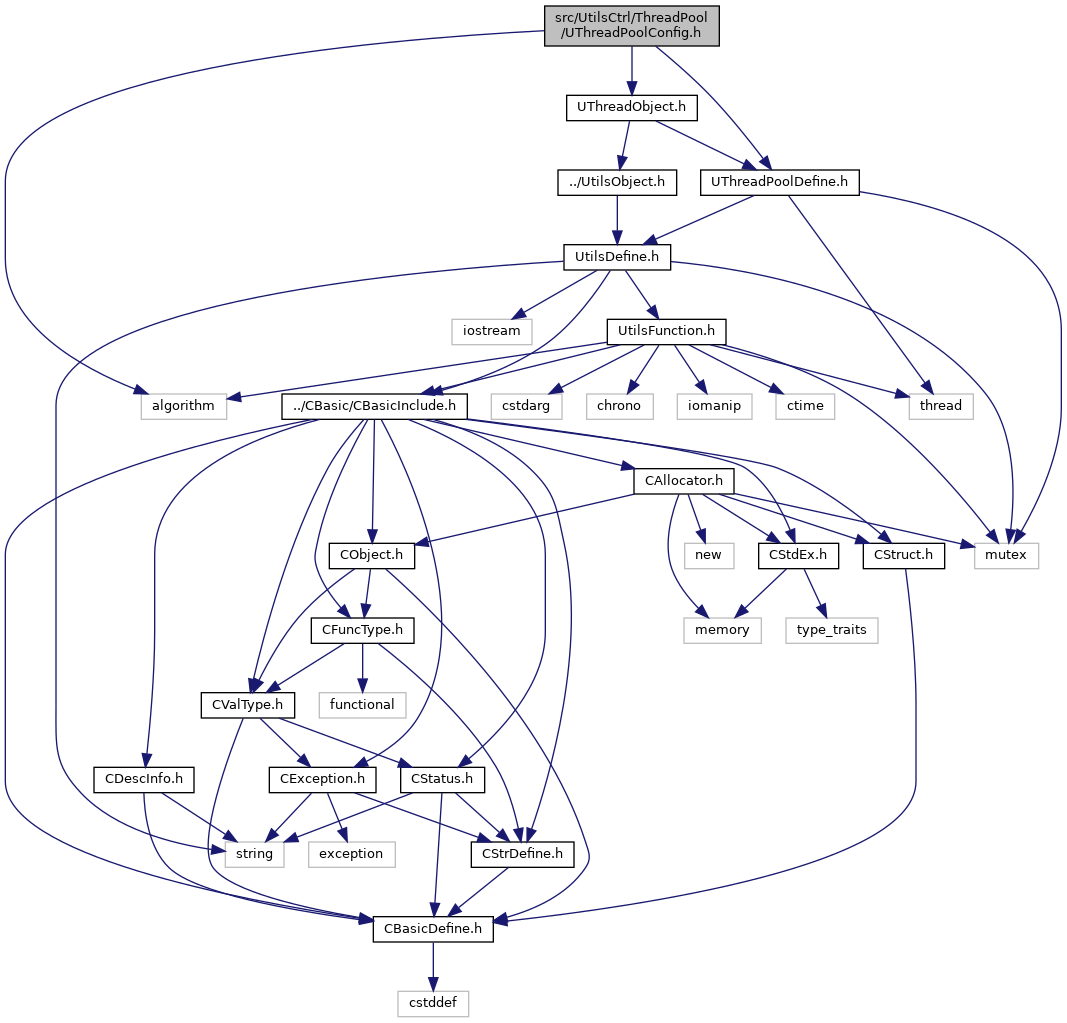 src/UtilsCtrl/ThreadPool
/UThreadPoolConfig.h
UThreadObject.h
../UtilsObject.h
UThreadPoolDefine.h
UtilsDefine.h
iostream
UtilsFunction.h
algorithm
../CBasic/CBasicInclude.h
cstdarg
chrono
iomanip
ctime
thread
CAllocator.h
CObject.h
new
CStdEx.h
CStruct.h
mutex
CFuncType.h
memory
type_traits
CValType.h
functional
CDescInfo.h
CException.h
CStatus.h
string
exception
CStrDefine.h
CBasicDefine.h
cstddef